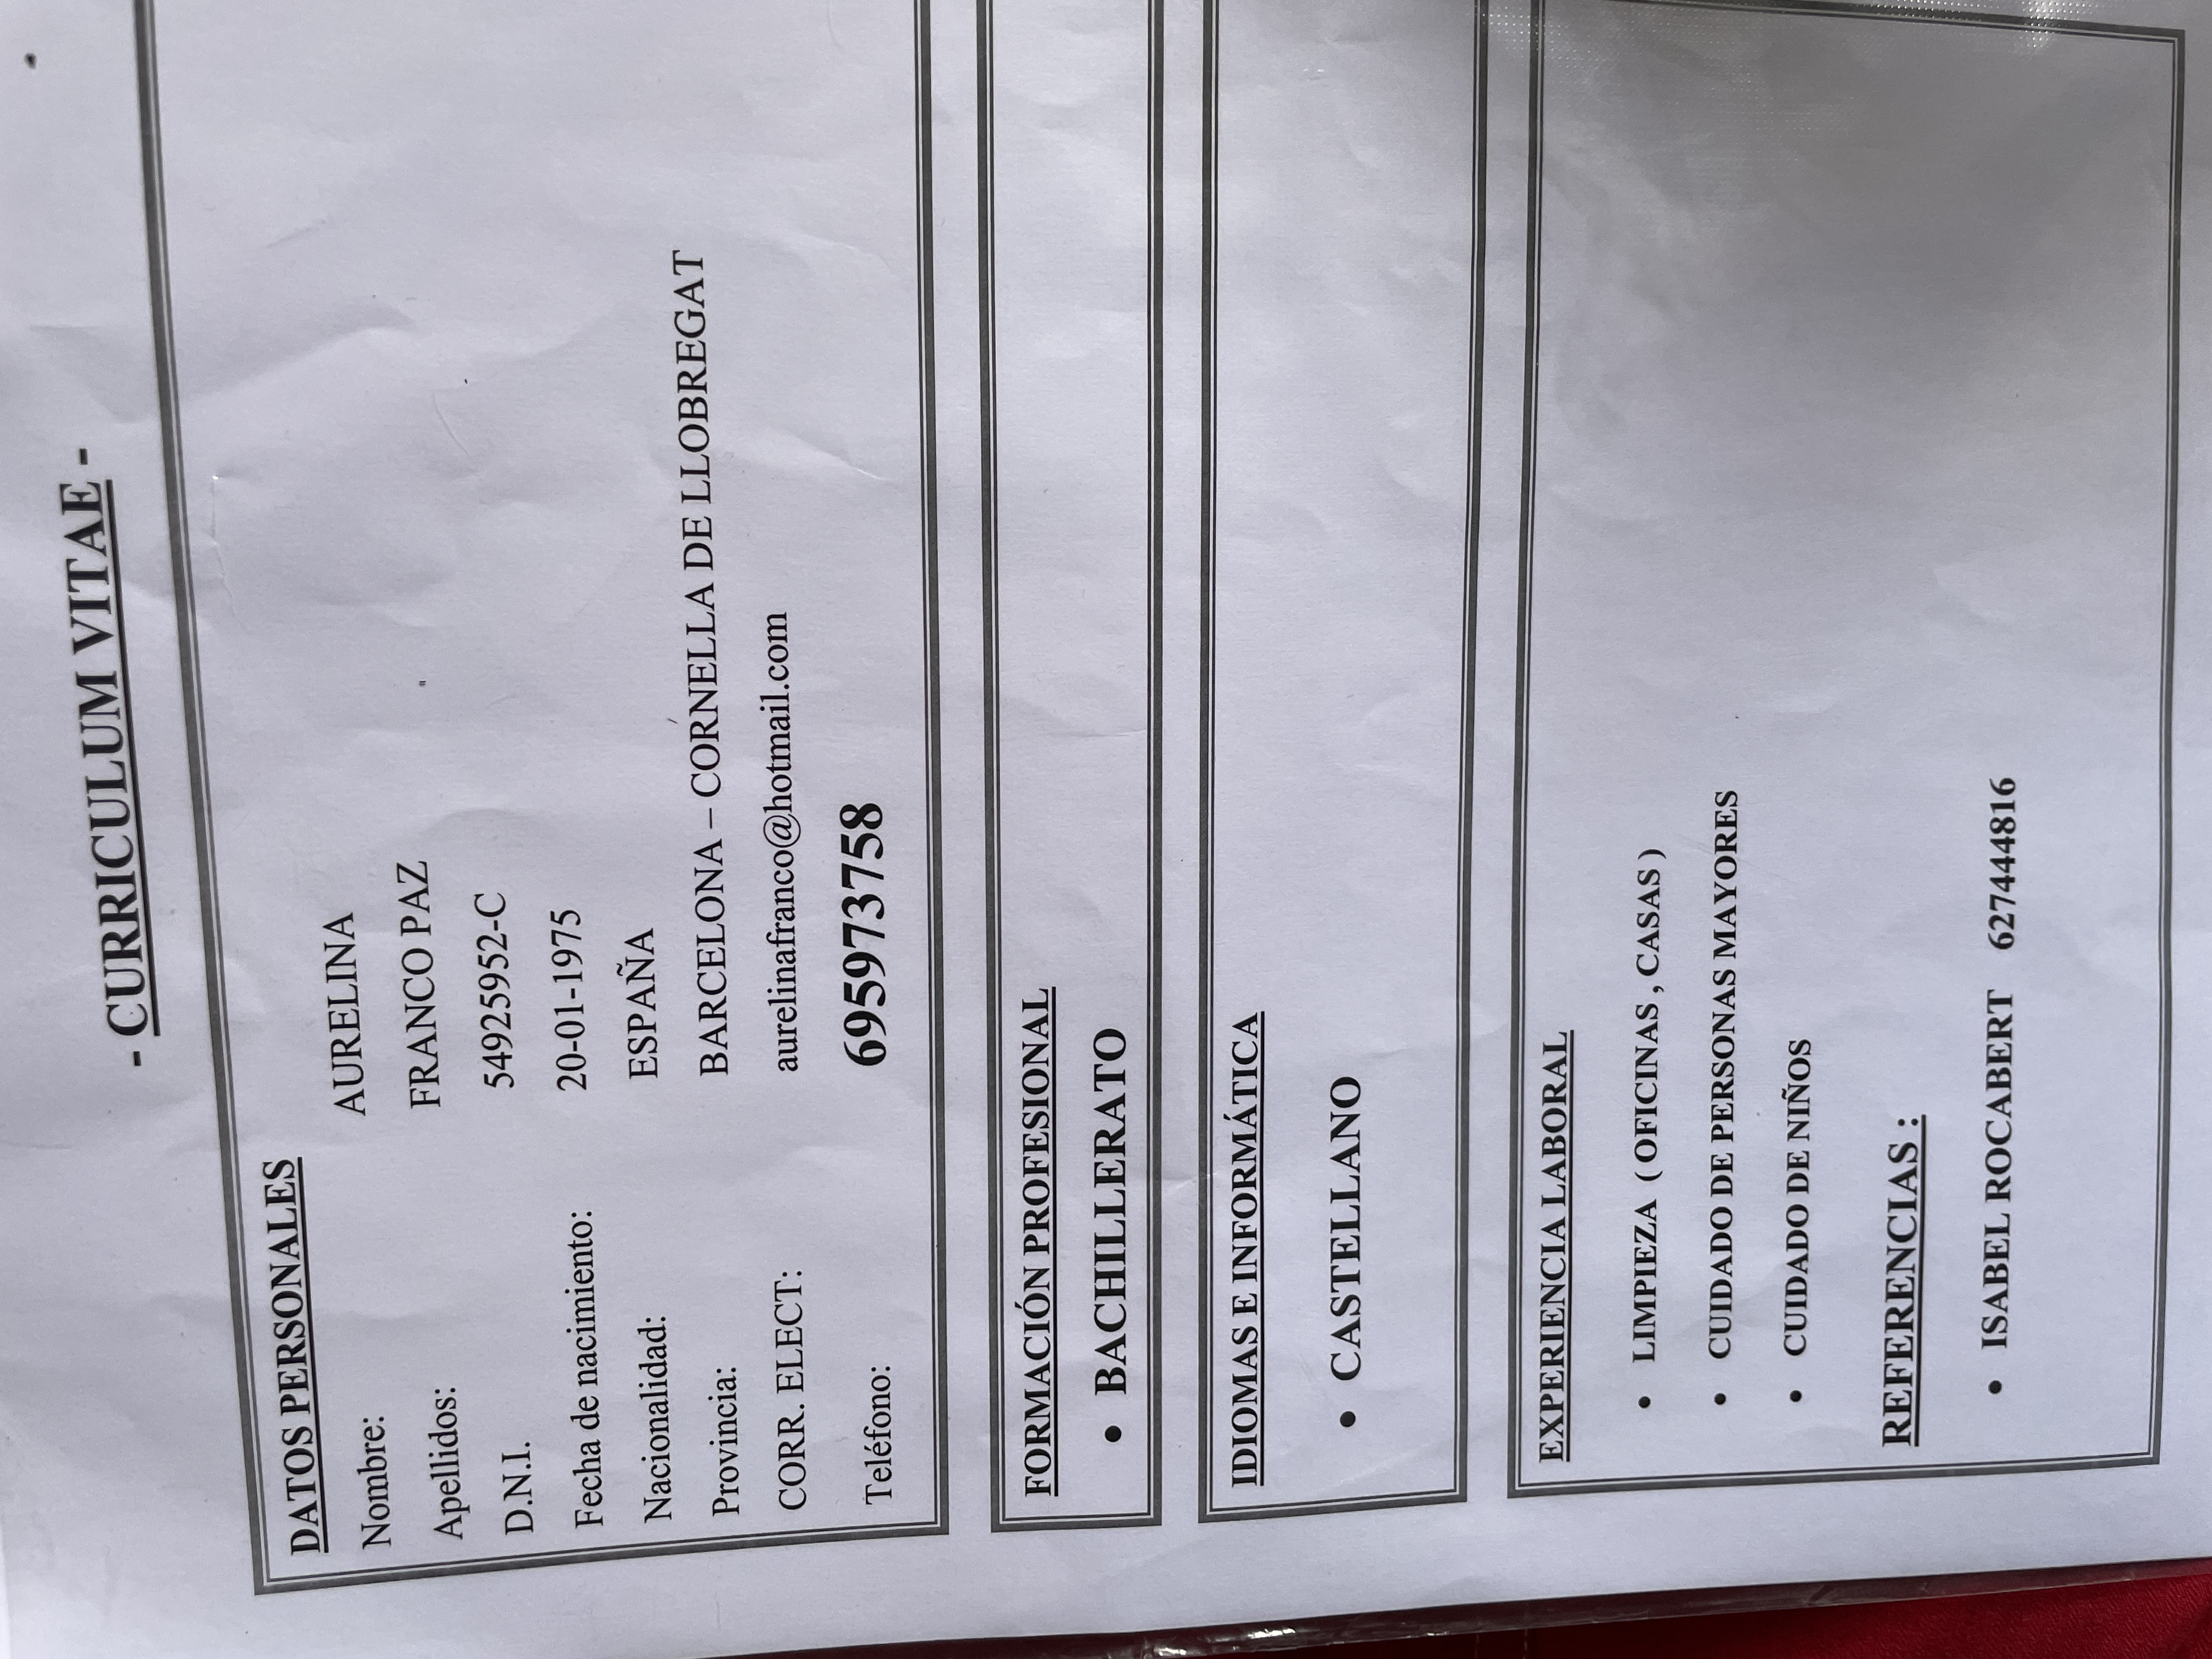 - CURRICULUM VITAE -
DATOS PERSONALES
Nombre: AURELINA
Apellidos: FRANCO PAZ
D.N.I. 54925952-C
Fecha de nacimiento: 20-01-1975
Nacionalidad: ESPAÑA
Provincia: BARCELONA – CORNELLA DE LLOBREGAT
CORR. ELECT: aurelinafranco@hotmail.com
Teléfono: 695973758
FORMACIÓN PROFESIONAL
• BACHILLERATO
IDIOMAS E INFORMÁTICA
• CASTELLANO
EXPERIENCIA LABORAL
• LIMPIEZA ( OFICINAS , CASAS )
• CUIDADO DE PERSONAS MAYORES
• CUIDADO DE NIÑOS
REFERENCIAS :
• ISABEL ROCABERT 627444816